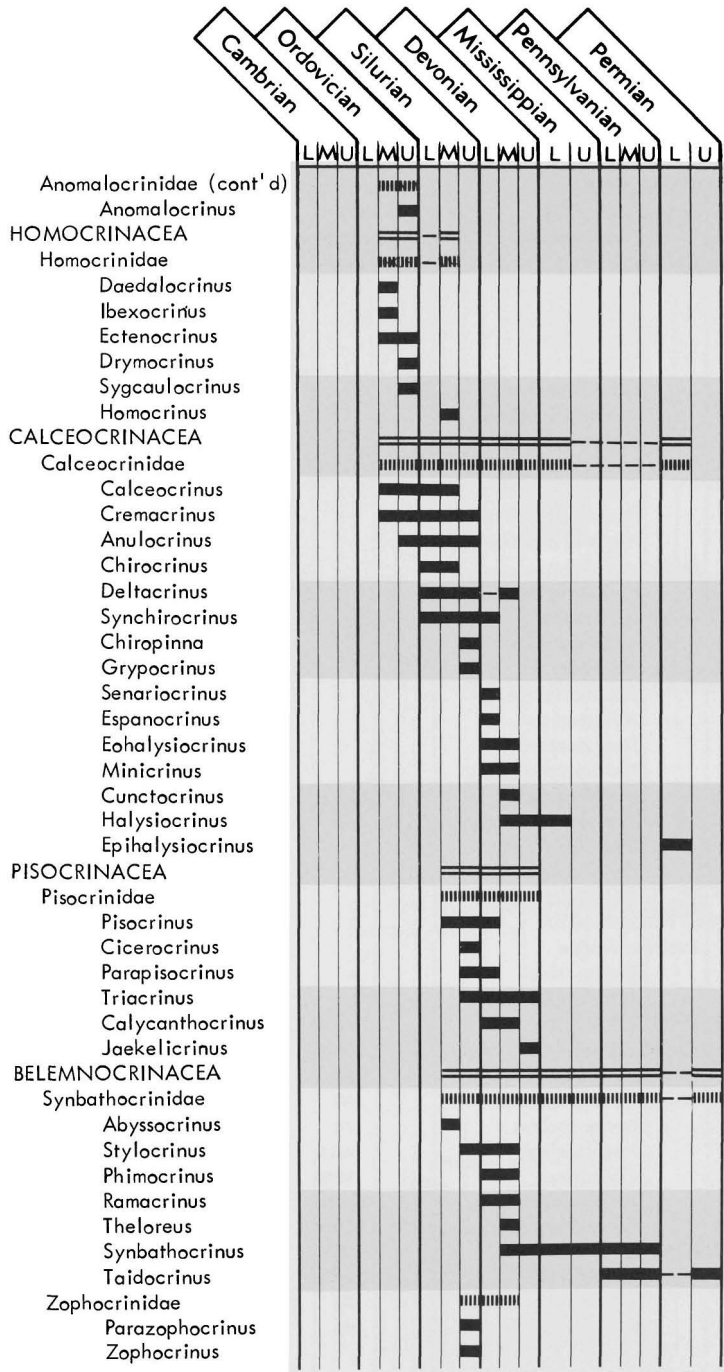 Cambrian
Ordovician
Silurian
Devonian
Mississippian
Pennsylvanian
Permian
L M U L M U L M U L M U L U L M U L U
Anomalocrinidae (cont'd)
Anomalocrinus
HOMOCRINACEA
Homocrinidae
Daedalocrinus
Ibexocrinus
Ectenocrinus
Drymocrinus
Sygcaulocrinus
Homocrinus
CALCEOCRINACEA
Calceocrinidae
Calceocrinus
Cremacrinus
Anulocrinus
Chirocrinus
Deltacrinus
Synchirocrinus
Chiropinna
Grypocrinus
Senariocrinus
Espanocrinus
Eohalysiocrinus
Minicrinus
Cunctocrinus
Halysiocrinus
Epihalysiocrinus
PISOCRINACEA
Pisocrinidae
Pisocrinus
Cicerocrinus
Parapisocrinus
Triacrinus
Calycanthocrinus
Jaekelicrinus
BELEMNOCRINACEA
Synbathocrinidae
Abyssocrinus
Stylocrinus
Phimocrinus
Ramacrinus
Theloreus
Synbathocrinus
Taidocrinus
Zophocrinidae
Parazophocrinus
Zophocrinus